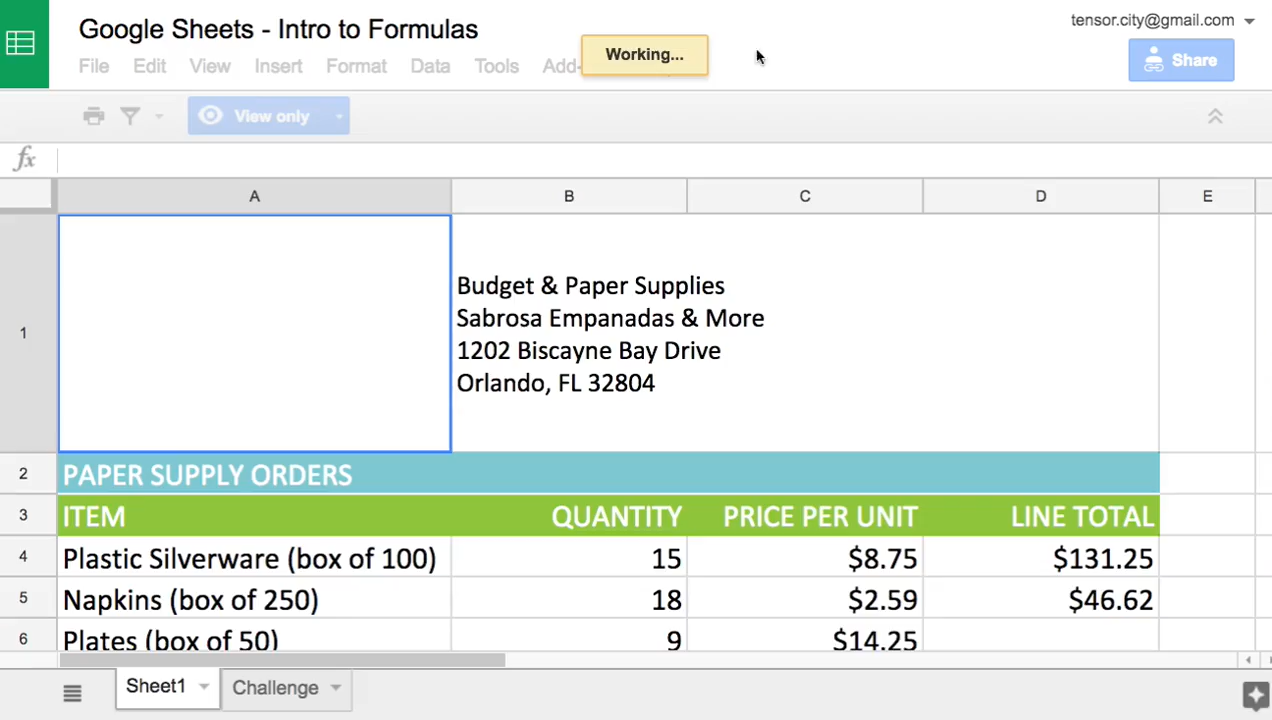 Google Sheets - Intro to Formulas
tensor.city@gmail.com
File Edit View Insert Format Data Tools Add-
Working...
Share
View only
fx
A B C D E
1
Budget & Paper Supplies
Sabrosa Empanadas & More
1202 Biscayne Bay Drive
Orlando, FL 32804
2 PAPER SUPPLY ORDERS
3 ITEM QUANTITY PRICE PER UNIT LINE TOTAL
4 Plastic Silverware (box of 100) 15 $8.75 $131.25
5 Napkins (box of 250) 18 $2.59 $46.62
6 Plates (box of 50) 9 $14.25
Sheet1 Challenge